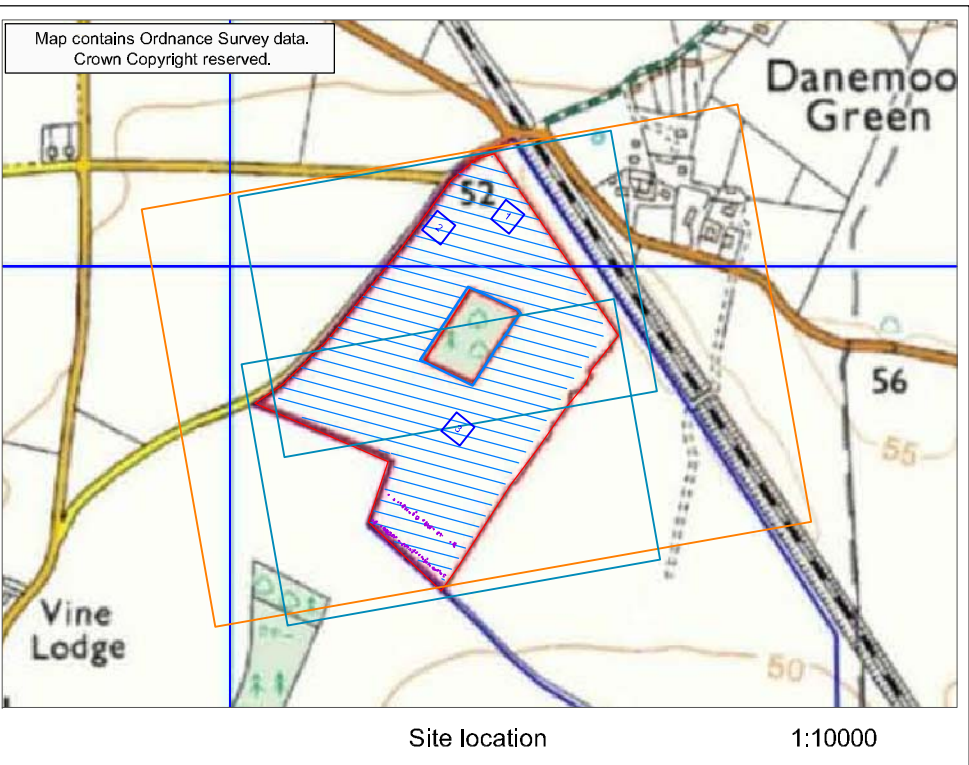 Map contains Ordnance Survey data.
Crown Copyright reserved.
Danemoo
Green
52
1
2
56
3
55
Vine
Lodge
50
Site location
1:10000